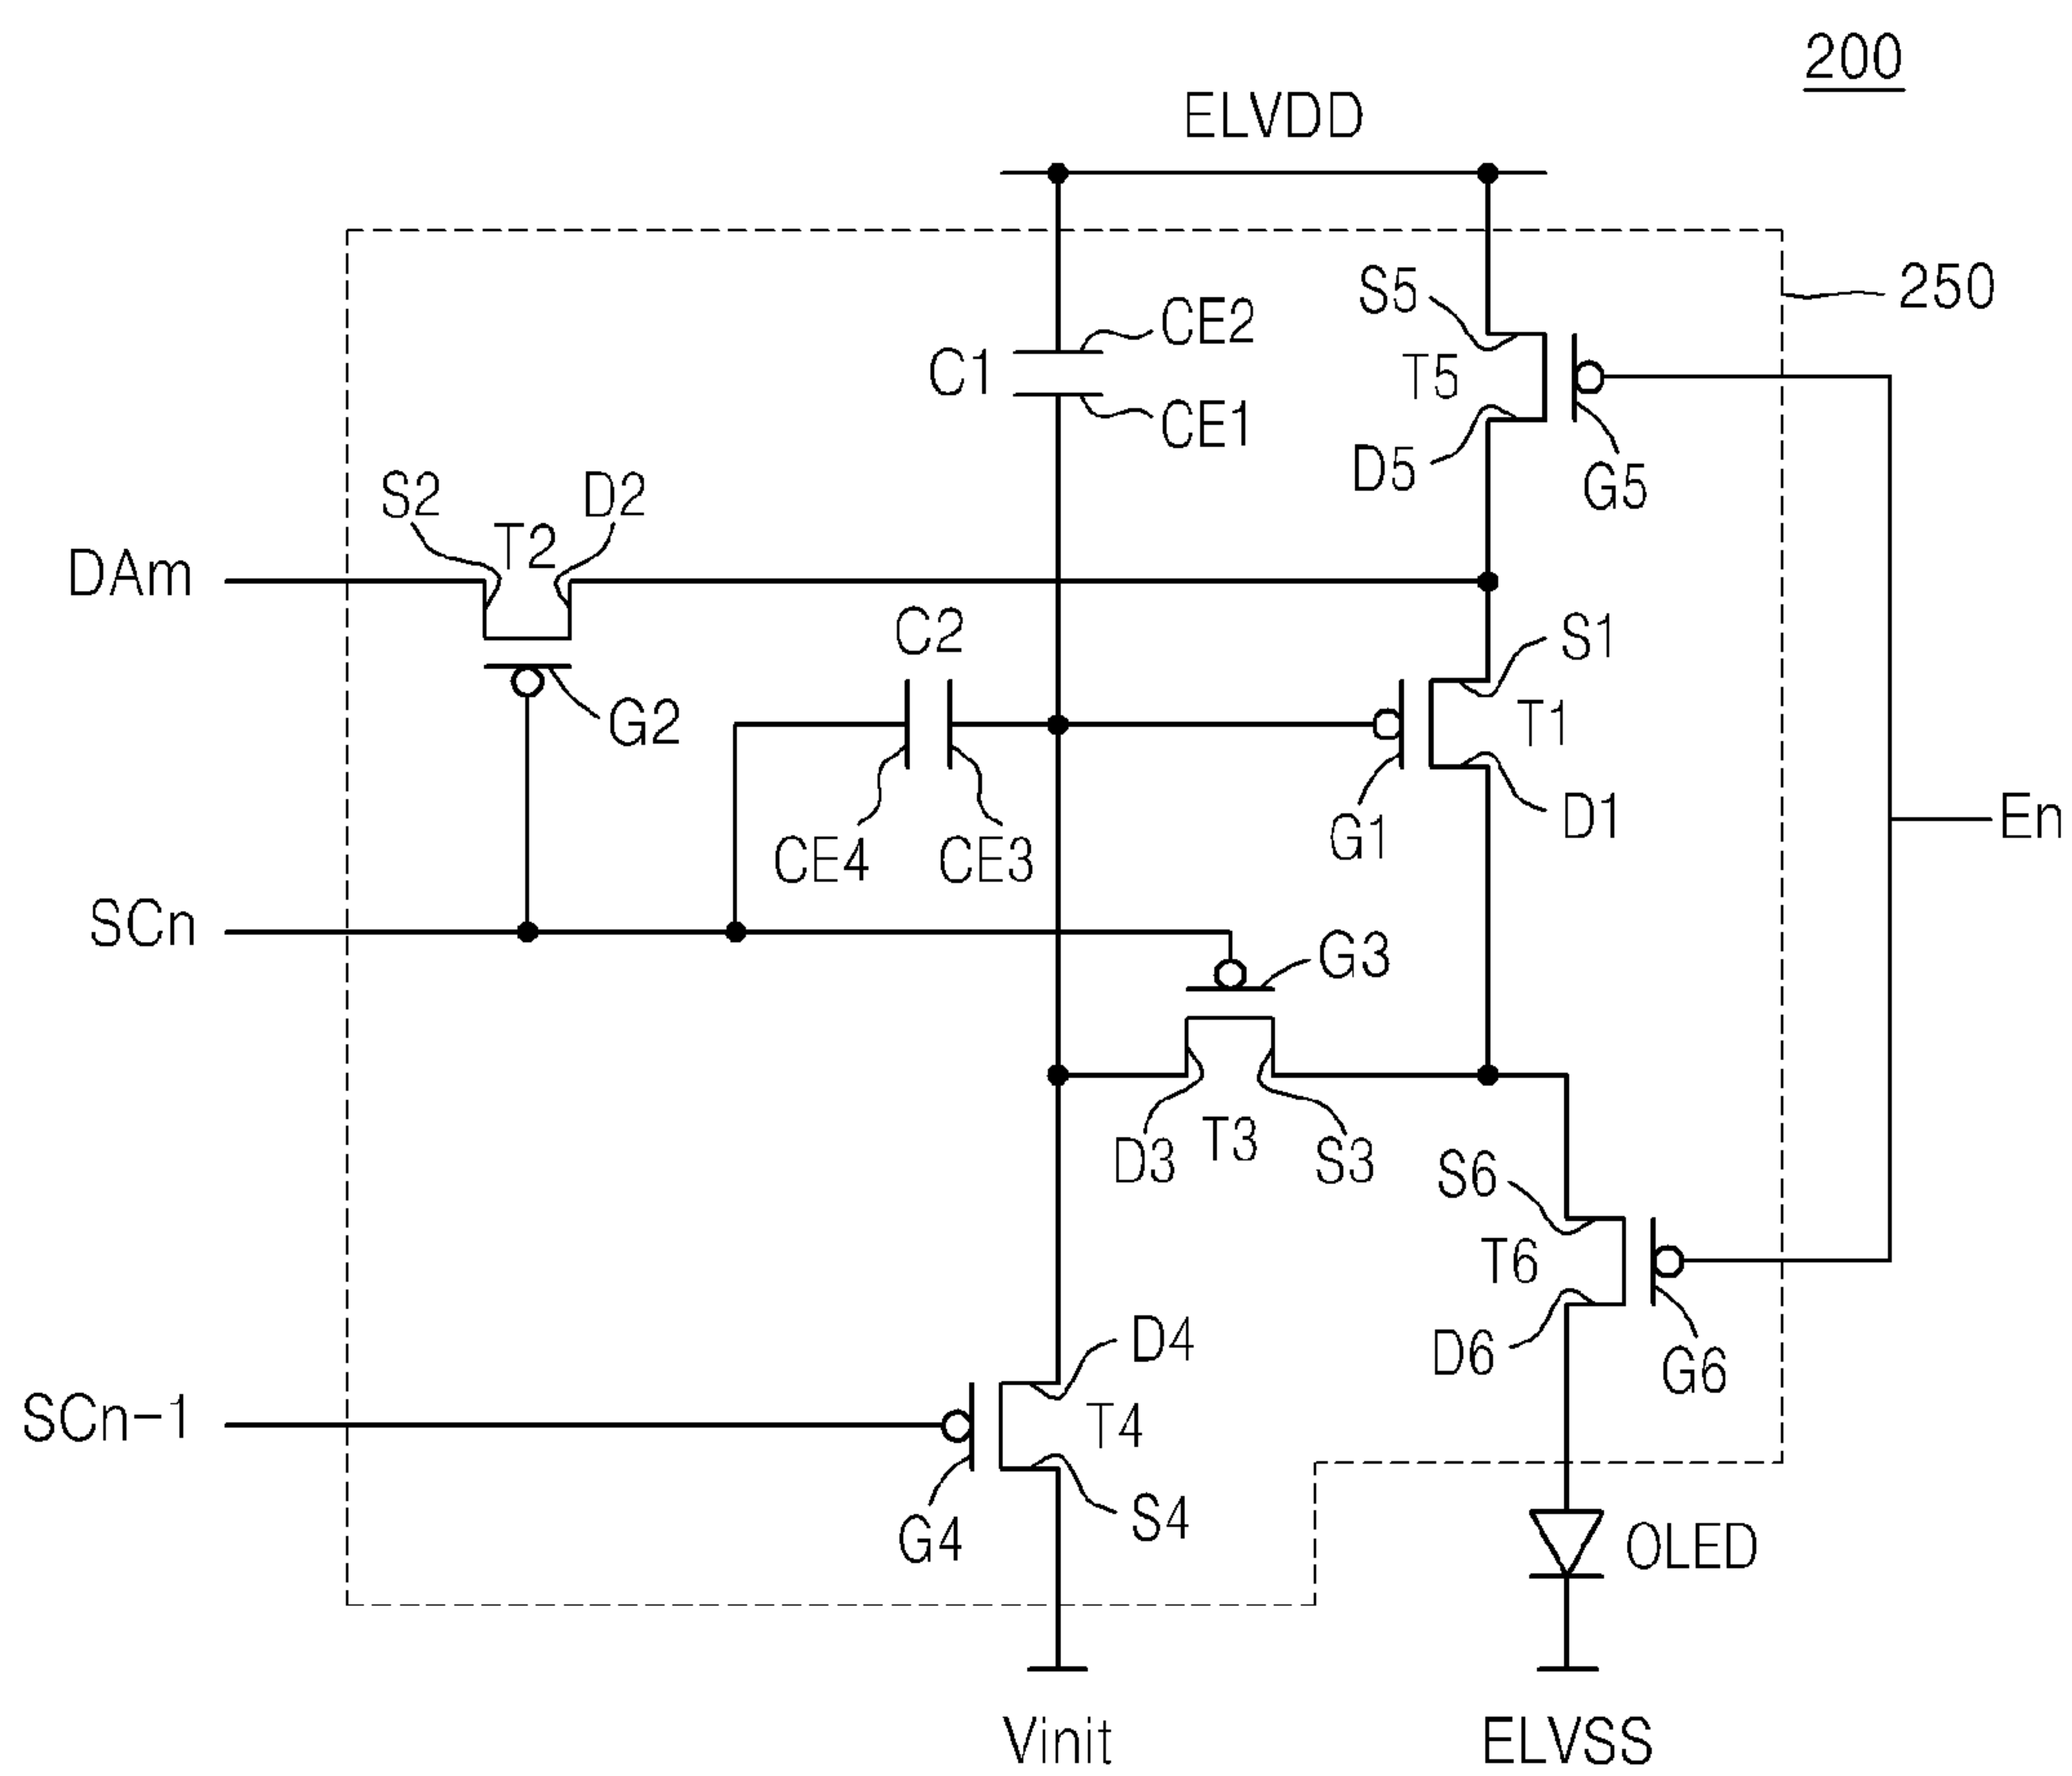 200
ELVDD
S5
250
CE2
C1
T5
CE1
D5
G5
S2
D2
T2
DAm
C2
S1
G2
T1
D1
G1
En
CE4
CE3
SCn
G3
D3
T3
S3
S6
T6
D6
G6
D4
SCn-1
T4
S4
G4
OLED
Vinit
ELVSS